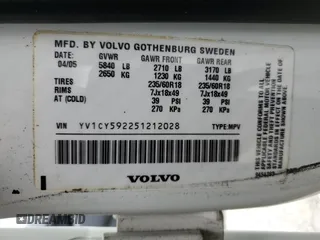 MFD. BY VOLVO GOTHENBURG SWEDEN
DATE: GVWR GAWR FRONT GAWR REAR
04/05 5840 LB 2710 LB 3170 LB
2650 KG 1230 KG 1440 KG
TIRES 235/60R18 235/60R18
RIMS 7Jx18x49 7Jx18x49
AT (COLD) 39 PSI 39 PSI
270 KPA 270 KPA
VIN YV1CY592251212028 TYPE:MPV
VOLVO
DREAMBID